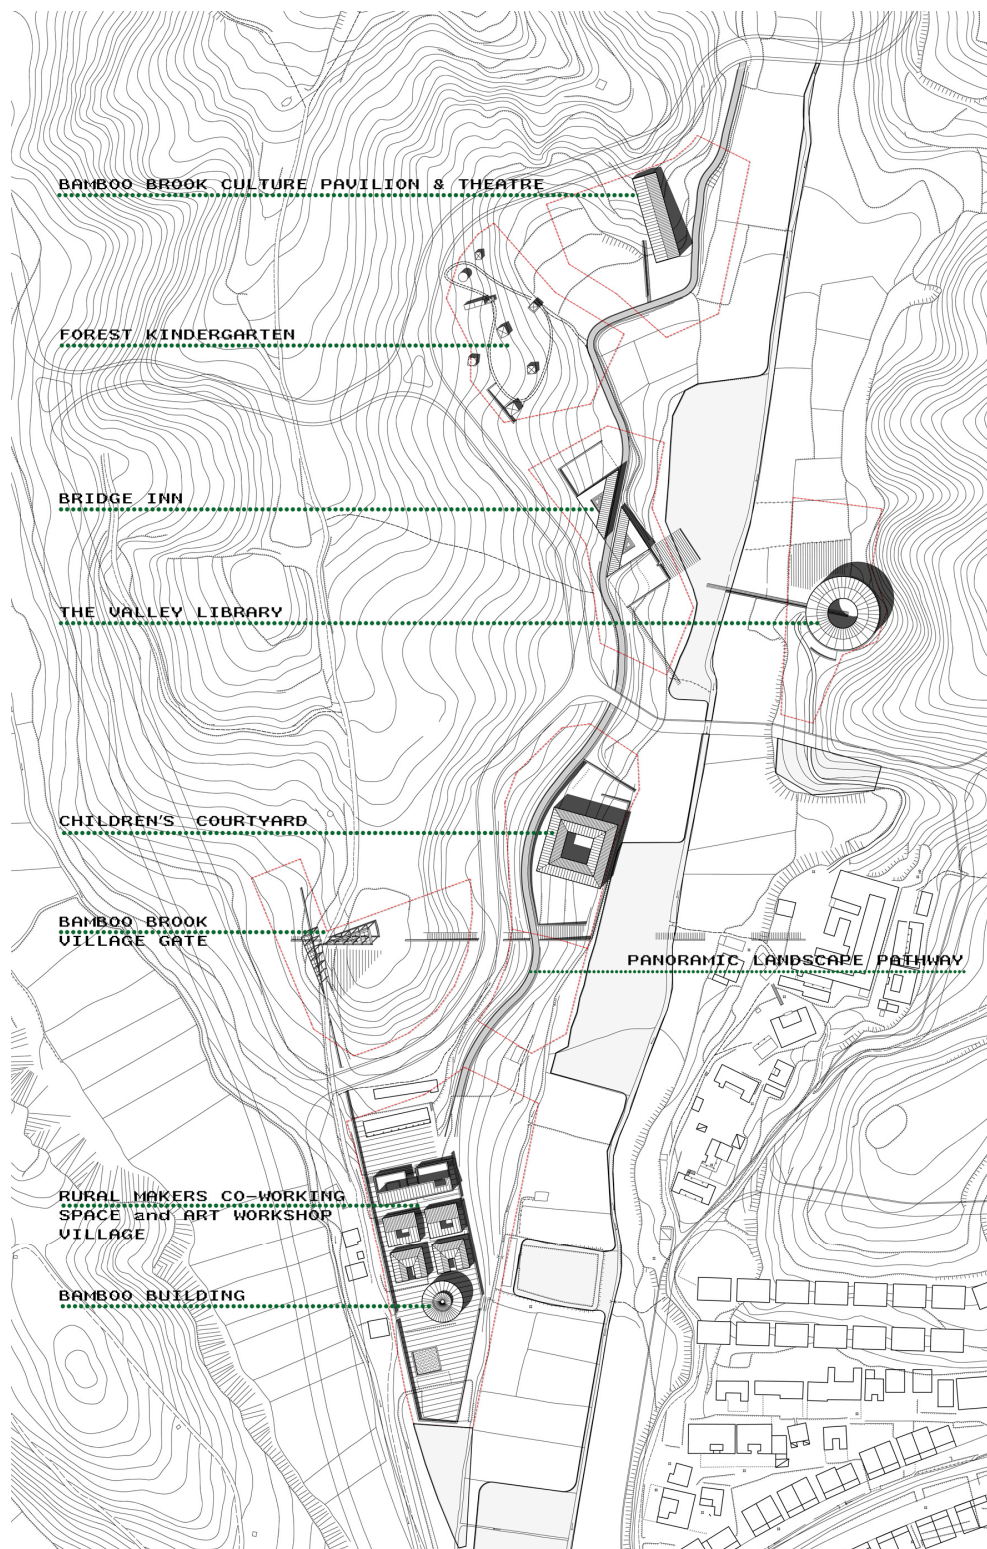 BAMBOO BROOK CULTURE PAVILION & THEATRE
FOREST KINDERGARTEN
BRIDGE INN
THE VALLEY LIBRARY
CHILDREN'S COURTYARD
BAMBOO BROOK
VILLAGE GATE
PANORAMIC LANDSCAPE PATHWAY
RURAL MAKERS CO-WORKING
SPACE and ART WORKSHOP
VILLAGE
BAMBOO BUILDING